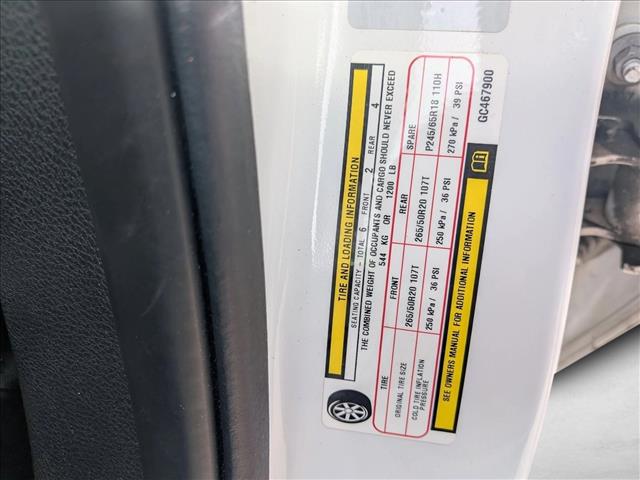 TIRE AND LOADING INFORMATION
SEATING CAPACITY - TOTAL 6 FRONT 2 REAR 4
THE COMBINED WEIGHT OF OCCUPANTS AND CARGO SHOULD NEVER EXCEED
544 KG OR 1200 LB
TIRE FRONT REAR SPARE
ORIGINAL TIRE SIZE 265/50R20 107T 265/50R20 107T P245/65R18 110H
COLD TIRE INFLATION PRESSURE 250 kPa / 36 PSI 250 kPa / 36 PSI 270 kPa / 39 PSI
SEE OWNERS MANUAL FOR ADDITIONAL INFORMATION
GC467900